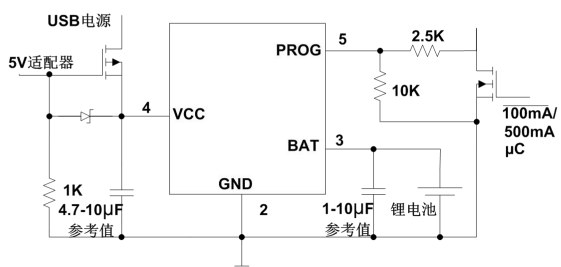 USB电源
5V适配器
5
2.5K
PROG
10K
100mA/
500mA
μC
4
VCC
BAT
3
GND
2
1K
4.7-10μF
参考值
1-10μF
参考值
锂电池